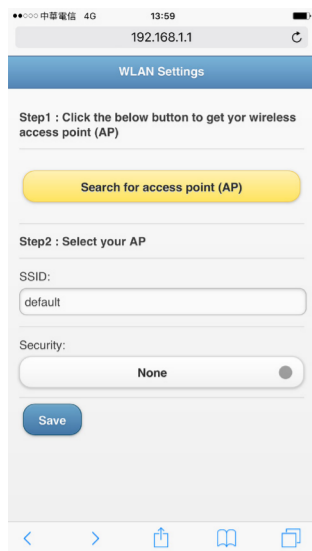 中華電信 4G 13:59
192.168.1.1
WLAN Settings
Step1 : Click the below button to get yor wireless
access point (AP)
Search for access point (AP)
Step2 : Select your AP
SSID:
default
Security:
None
Save